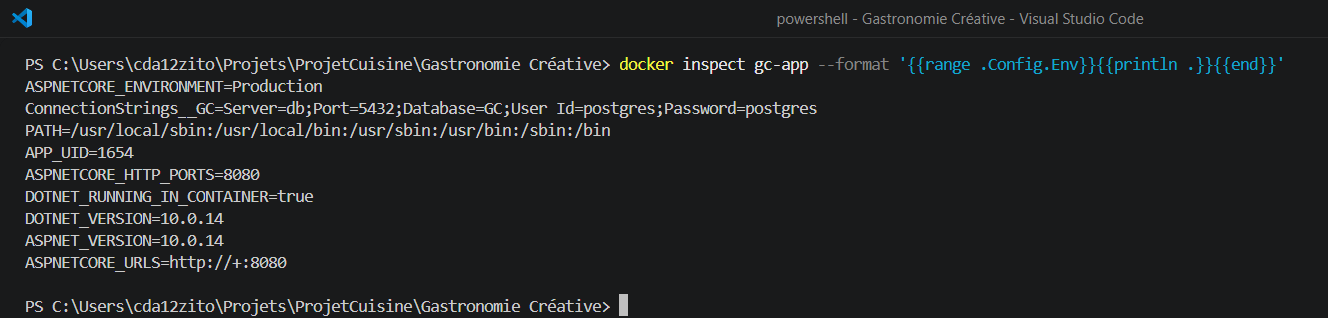 powershell - Gastronomie Créative - Visual Studio Code
PS C:\Users\cda12zito\Projets\ProjetCuisine\Gastronomie Créative> docker inspect gc-app --format '{{range .Config.Env}}{{println .}}{{end}}'
ASPNETCORE_ENVIRONMENT=Production
ConnectionStrings__GC=Server=db;Port=5432;Database=GC;User Id=postgres;Password=postgres
PATH=/usr/local/sbin:/usr/local/bin:/usr/sbin:/usr/bin:/sbin:/bin
APP_UID=1654
ASPNETCORE_HTTP_PORTS=8080
DOTNET_RUNNING_IN_CONTAINER=true
DOTNET_VERSION=10.0.14
ASPNET_VERSION=10.0.14
ASPNETCORE_URLS=http://+:8080
PS C:\Users\cda12zito\Projets\ProjetCuisine\Gastronomie Créative>